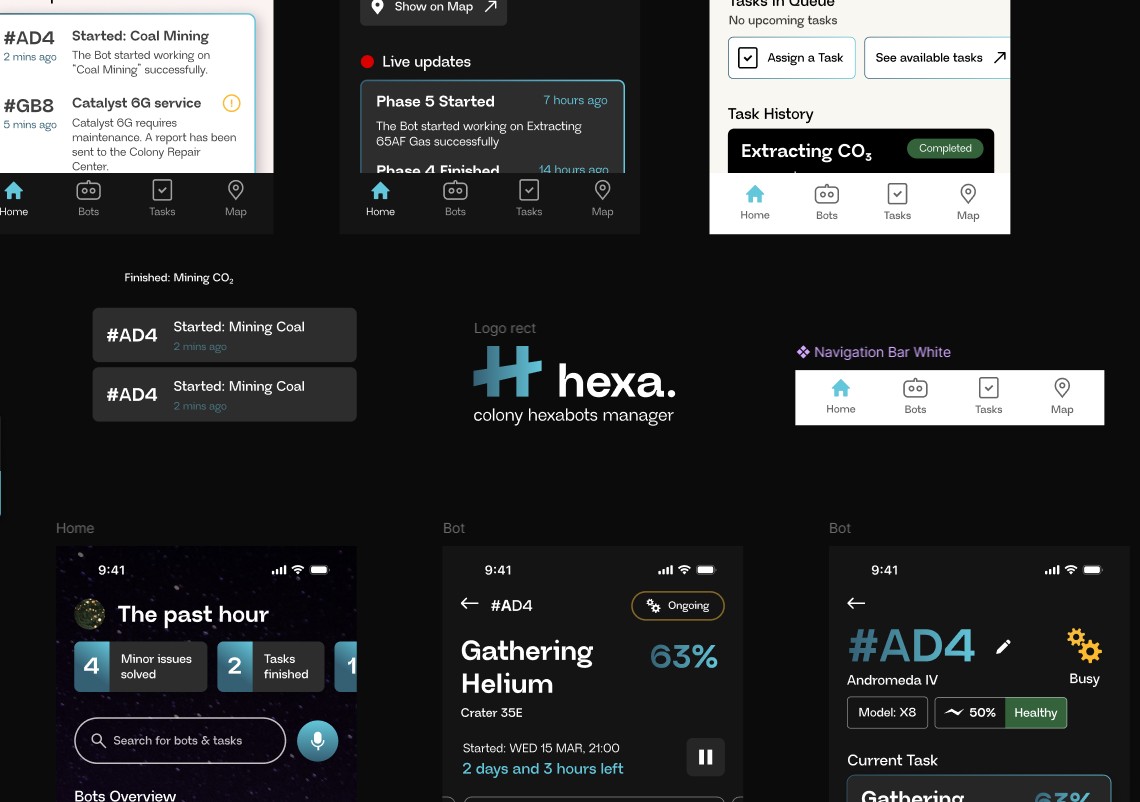 #AD4
2 mins ago
Started: Coal Mining
The Bot started working on
"Coal Mining" successfully.
#GB8
5 mins ago
Catalyst 6G service
!
Catalyst 6G requires
maintenance. A report has been
sent to the Colony Repair
Center.
Home
Bots
Tasks
Map
Show on Map
Live updates
Phase 5 Started
7 hours ago
The Bot started working on Extracting
65AF Gas successfully
Phase 4 Finished
14 hours ago
Home
Bots
Tasks
Map
Tasks in Queue
No upcoming tasks
Assign a Task
See available tasks
Task History
Extracting CO₃
Completed
Home
Bots
Tasks
Map
Finished: Mining CO₂
#AD4
Started: Mining Coal
2 mins ago
#AD4
Started: Mining Coal
2 mins ago
Logo rect
hexa.
colony hexabots manager
Navigation Bar White
Home
Bots
Tasks
Map
Home
9:41
The past hour
4
Minor issues
solved
2
Tasks
finished
1
Search for bots & tasks
Bots Overview
Bot
9:41
#AD4
Ongoing
Gathering
Helium
63%
Crater 35E
Started: WED 15 MAR, 21:00
2 days and 3 hours left
Bot
9:41
#AD4
Busy
Andromeda IV
Model: X8
50%
Healthy
Current Task
Gathering
63%